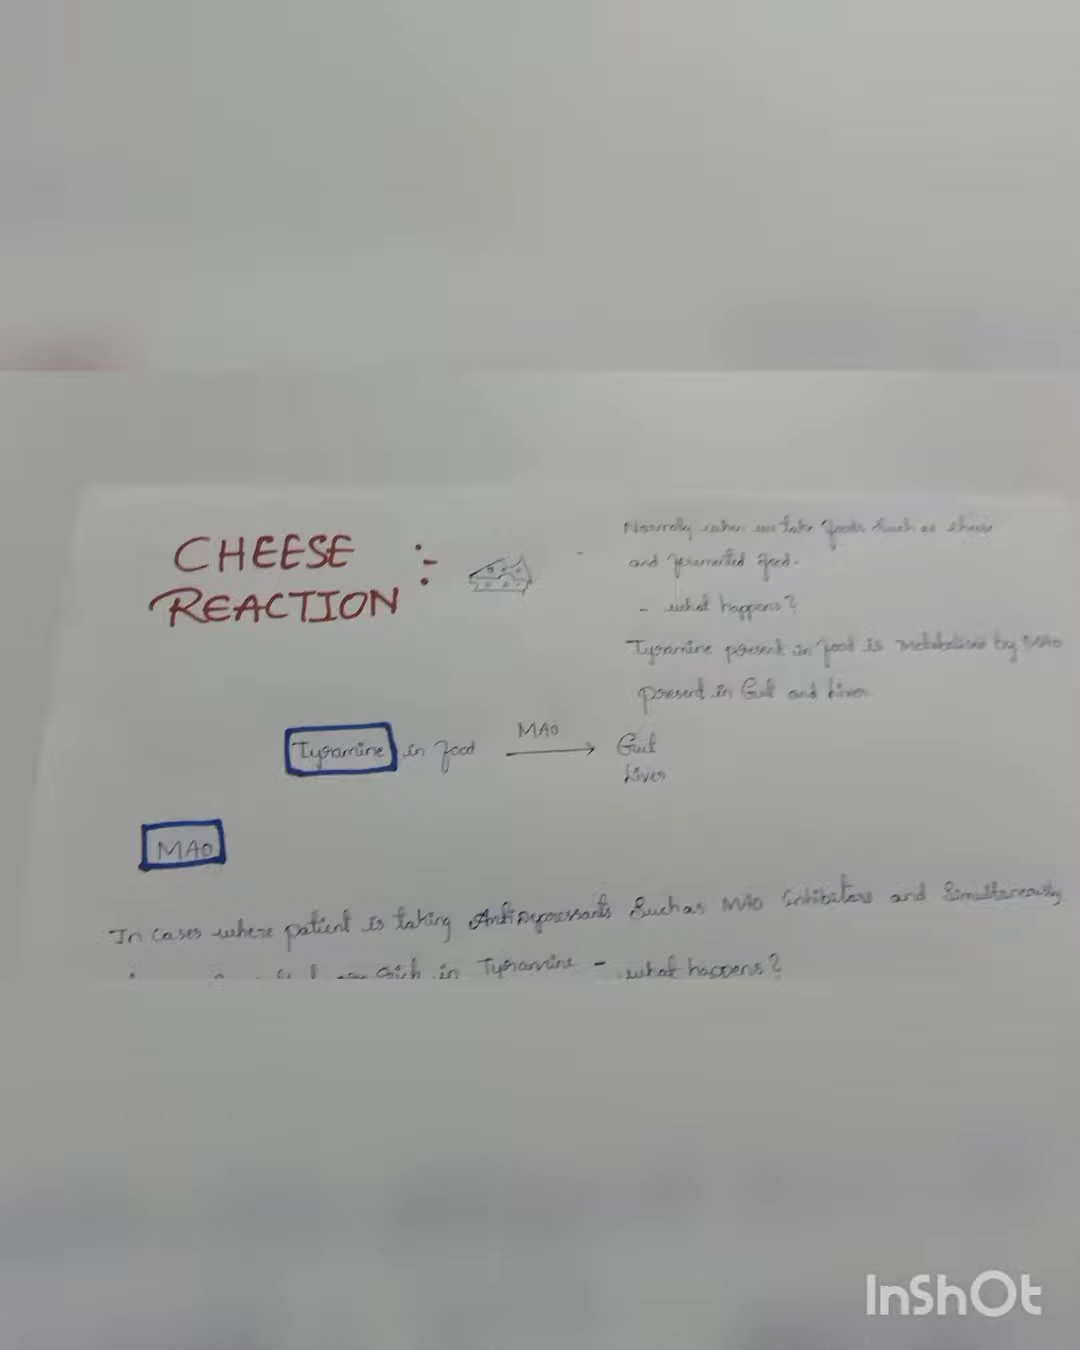 CHEESE
REACTION :-
Normally when we take foods such as cheese
and fermented food.
- what happens?
Tyramine present in food is metabolised by MAO
present in Gut and Liver
Tyramine in food MAO Gut
Liver
MAO
In cases where patient is taking Antidepressants Such as MAO inhibitors and Simultaneously
rich in Tyramine - what happens?
InShOt